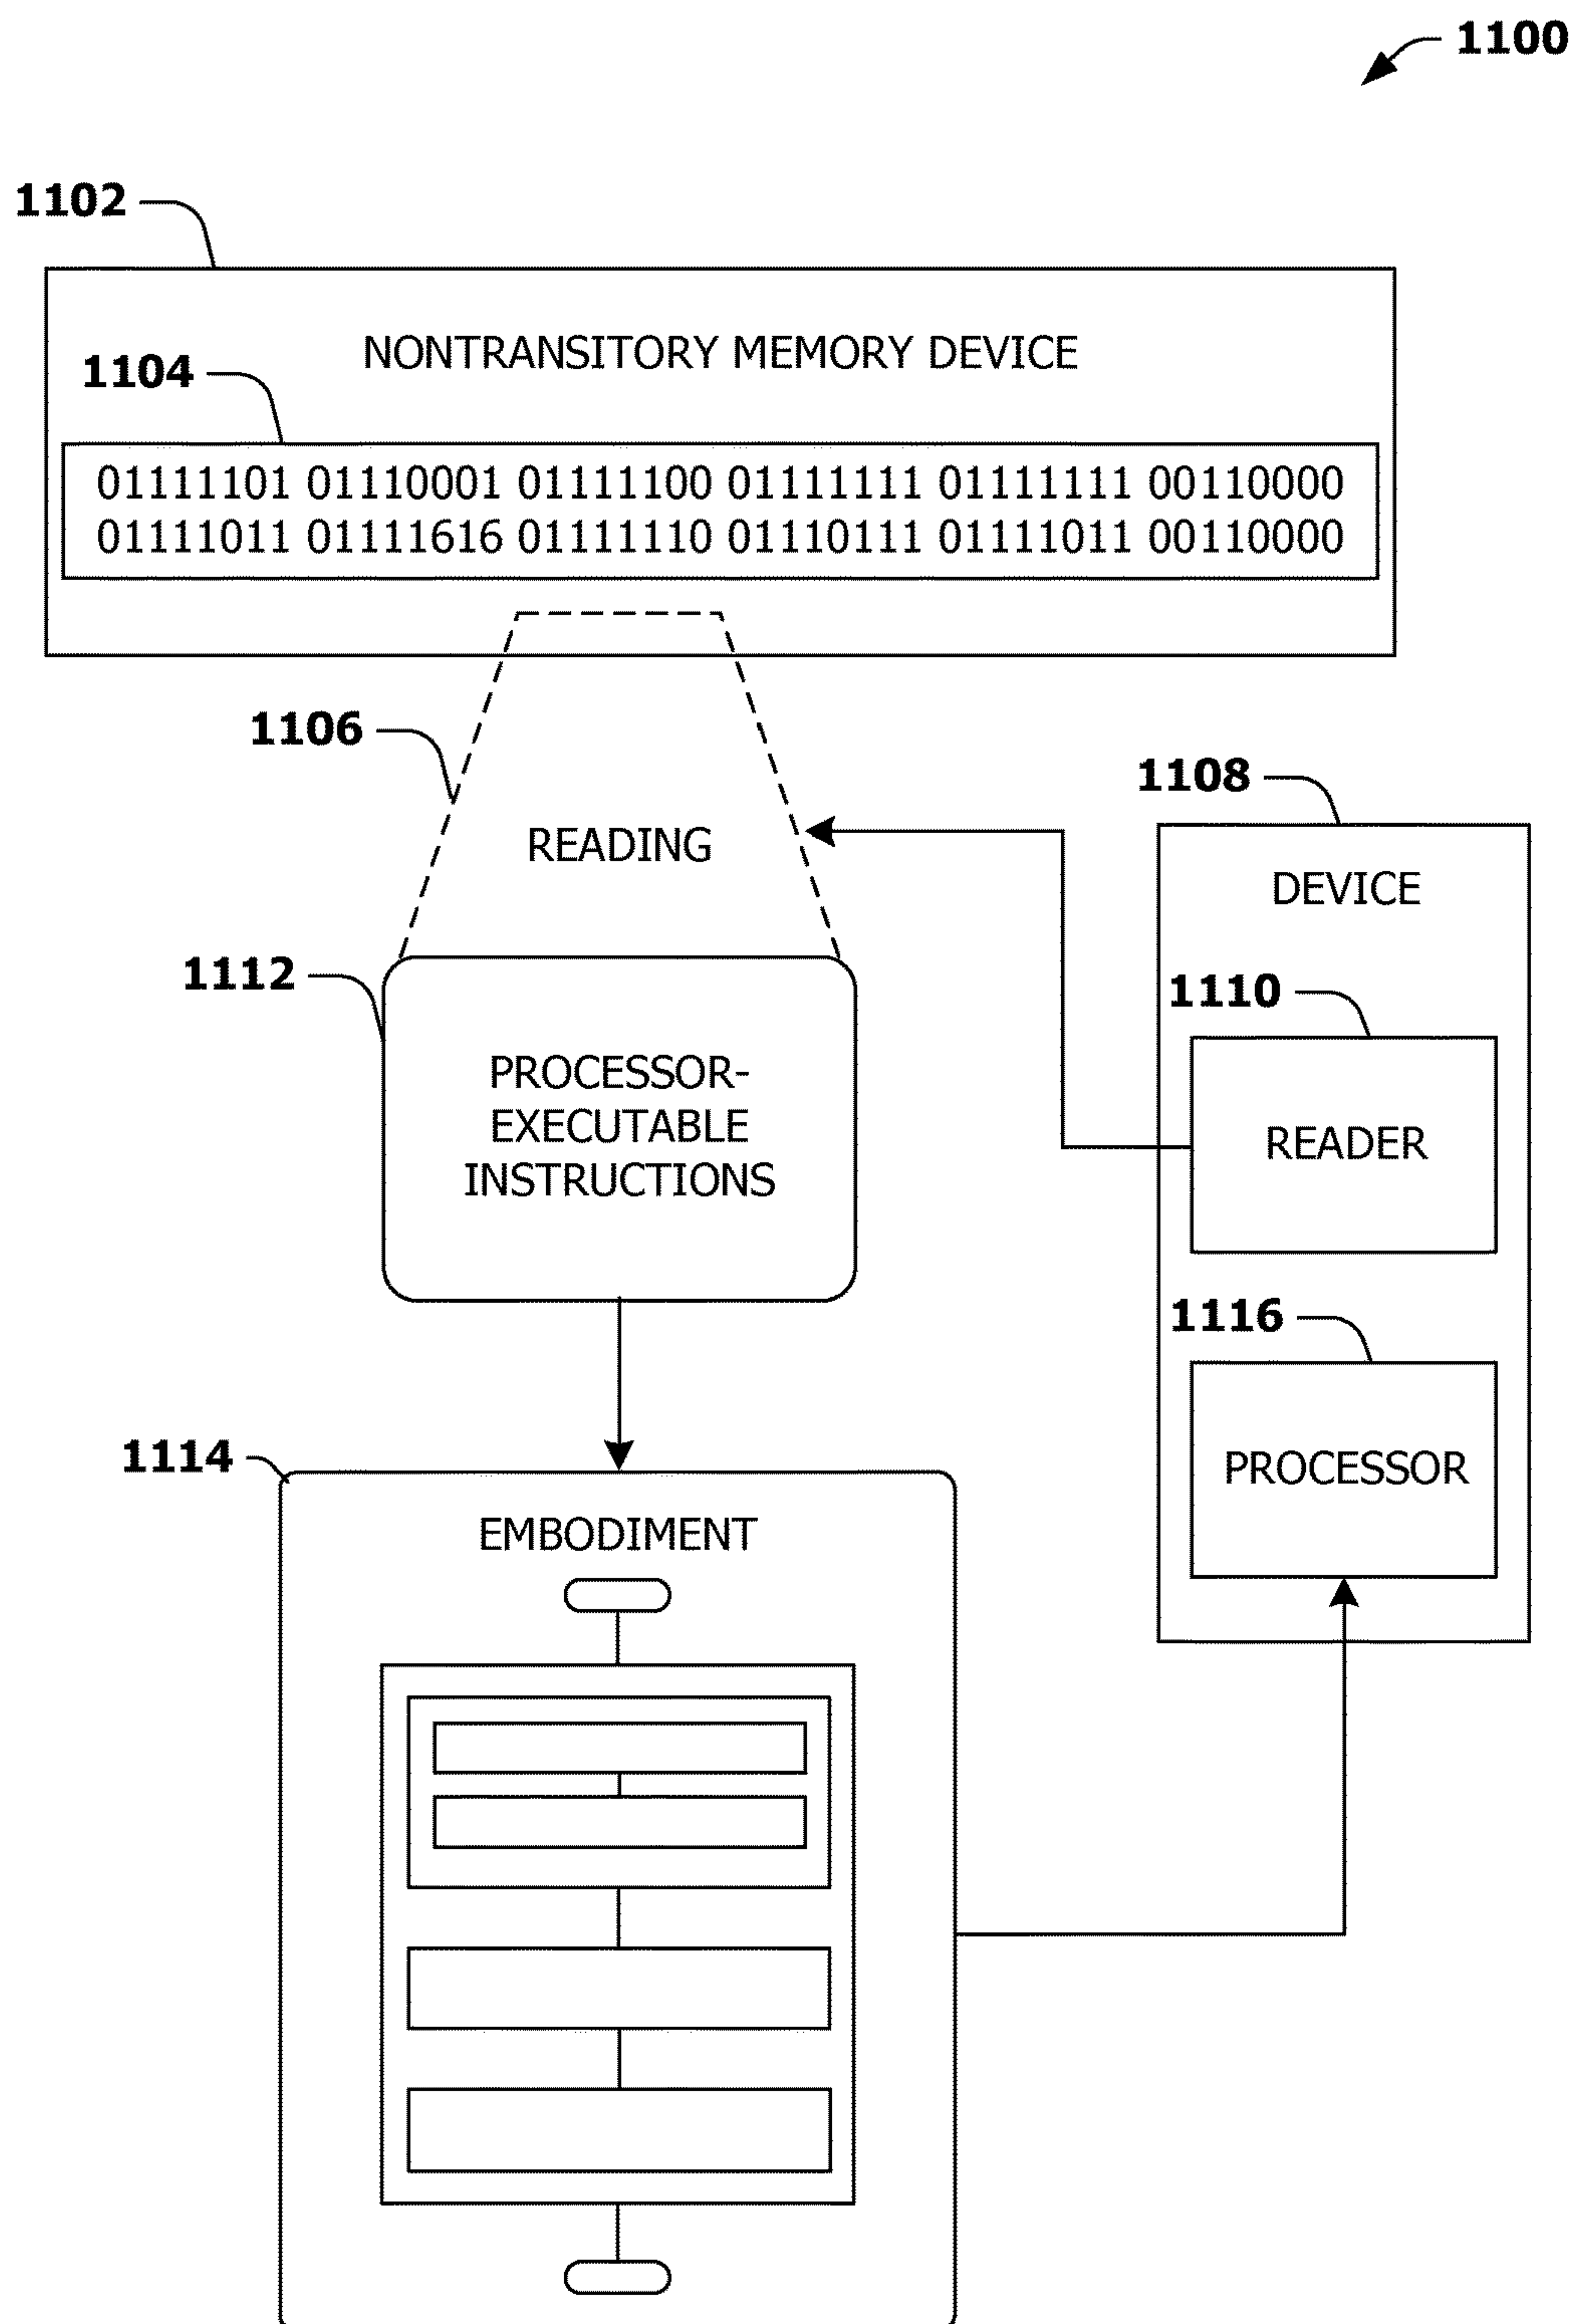 1100
1102
NONTRANSITORY MEMORY DEVICE
1104
01111101 01110001 01111100 01111111 01111111 00110000
01111011 01111616 01111110 01110111 01111011 00110000
1106
READING
1108
DEVICE
1110
READER
1112
PROCESSOR-
EXECUTABLE
INSTRUCTIONS
1116
PROCESSOR
1114
EMBODIMENT